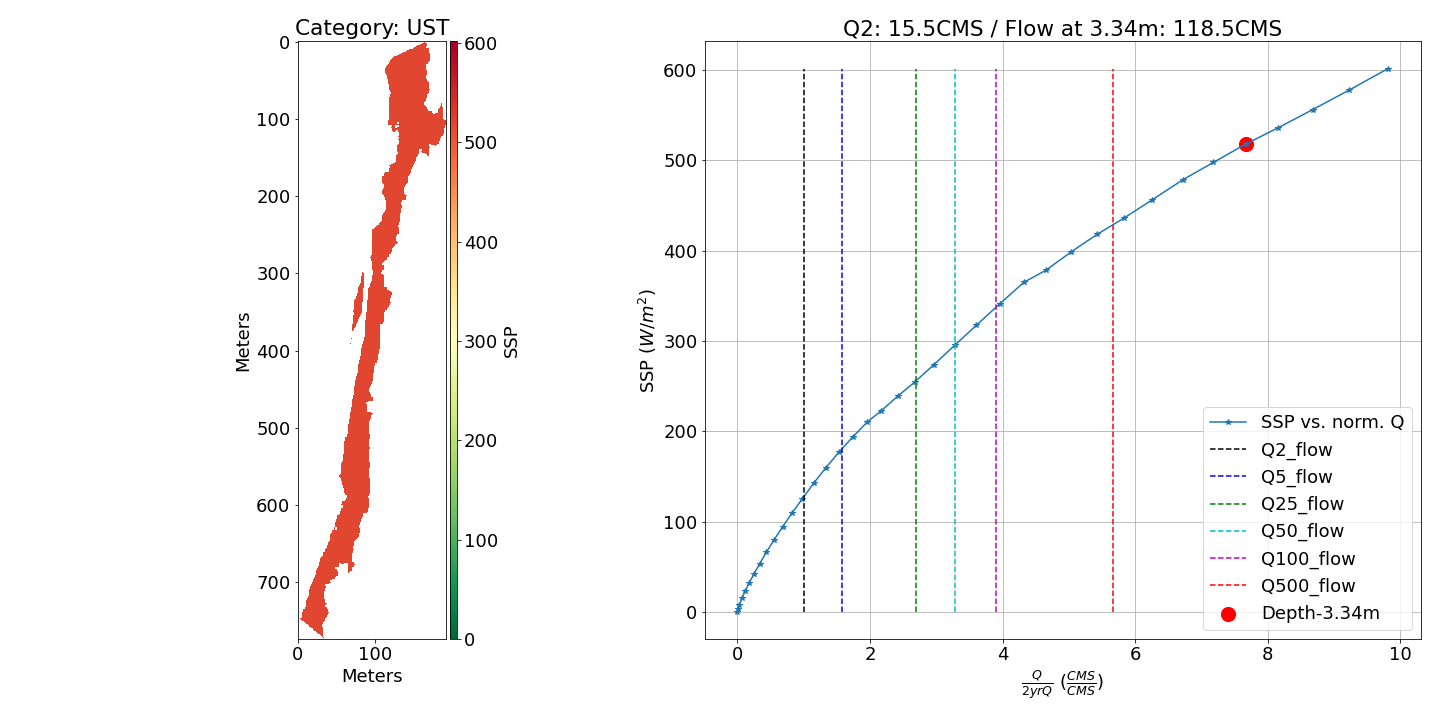 Category: UST
0
100
200
300
400
500
600
700
Meters
0
100
Meters
600
500
400
300
200
100
0
SSP
Q2: 15.5CMS / Flow at 3.34m: 118.5CMS
600
500
400
300
200
100
0
SSP (W/m²)
0
2
4
6
8
10
Q/2yrQ (CMS/CMS)
SSP vs. norm. Q
Q2_flow
Q5_flow
Q25_flow
Q50_flow
Q100_flow
Q500_flow
Depth-3.34m